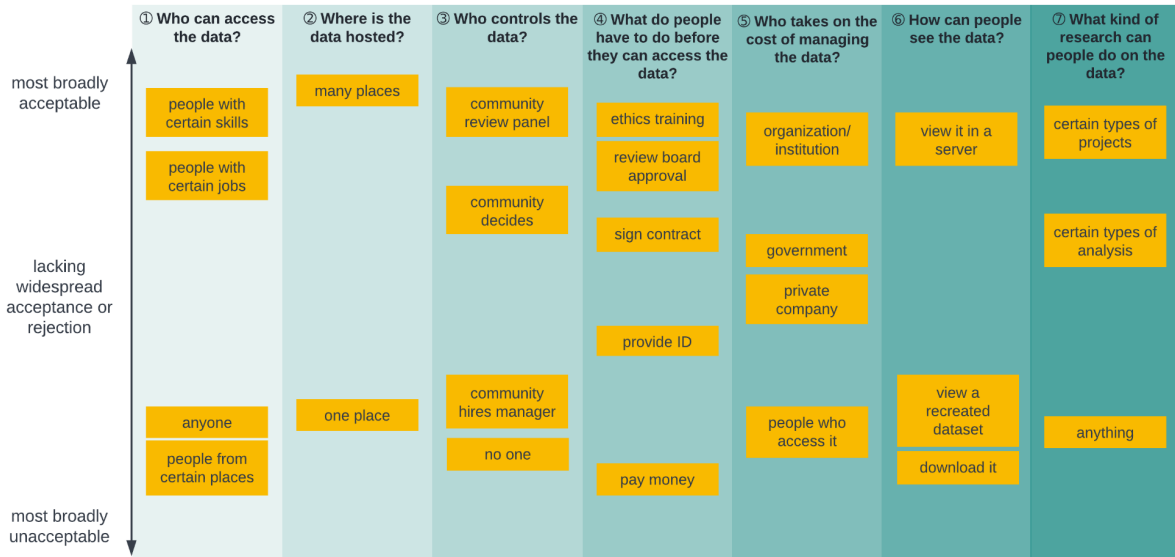 ① Who can access
the data?
② Where is the
data hosted?
③ Who controls the
data?
④ What do people
have to do before
they can access the
data?
⑤ Who takes on the
cost of managing
the data?
⑥ How can people
see the data?
⑦ What kind of
research can
people do on the
data?
most broadly
acceptable
lacking
widespread
acceptance or
rejection
most broadly
unacceptable
people with
certain skills
people with
certain jobs
anyone
people from
certain places
many places
one place
community
review panel
community
decides
community
hires manager
no one
ethics training
review board
approval
sign contract
provide ID
pay money
organization/
institution
government
private
company
people who
access it
view it in a
server
view a
recreated
dataset
download it
certain types of
projects
certain types of
analysis
anything